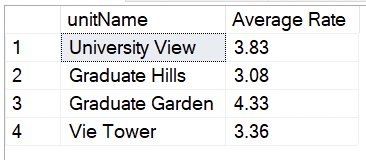 unitName Average Rate
1 University View 3.83
2 Graduate Hills 3.08
3 Graduate Garden 4.33
4 Vie Tower 3.36